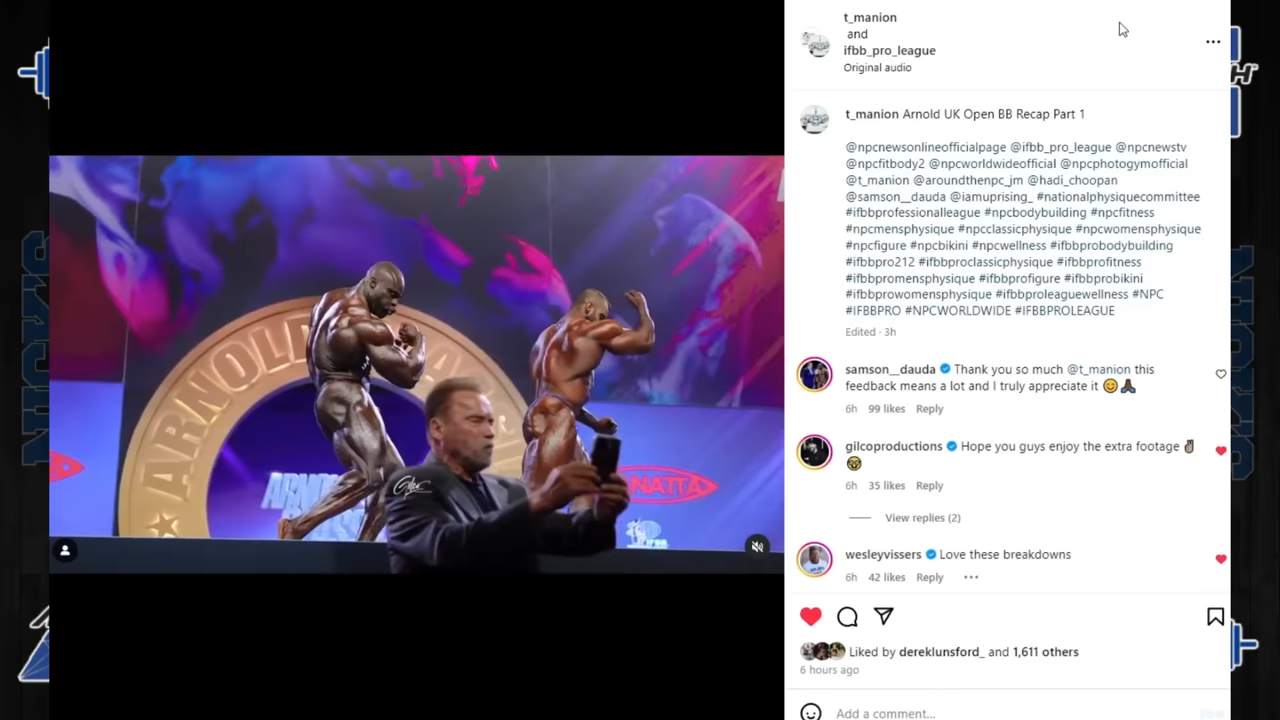 t_manion
and
ifbb_pro_league
Original audio
t_manion Arnold UK Open BB Recap Part 1
@npcnewsonlineofficialpage @ifbb_pro_league @npcnewstv
@npcfitbody2 @npcworldwideofficial @npcphotogymofficial
@t_manion @aroundthenpc_jm @hadi_choopan
@samson__dauda @iamuprising_ #nationalphysiquecommittee
#ifbbprofessionalleague #npcbodybuilding #npcfitness
#npcmensphysique #npcclassicphysique #npcwomensphysique
#npcfigure #npcbikini #npcwellness #ifbbprobodybuilding
#ifbbpro212 #ifbbproclassicphysique #ifbbprofitness
#ifbbpromensphysique #ifbbprofigure #ifbbprobikini
#ifbbprowomensphysique #ifbbproleaguewellness #NPC
#IFBBPRO #NPCWORLDWIDE #IFBBPROLEAGUE
Edited · 3h
samson__dauda Thank you so much @t_manion this
feedback means a lot and I truly appreciate it 😊🙏🏿
6h 99 likes Reply
gilcoproductions Hope you guys enjoy the extra footage ✌🏽
🤓
6h 35 likes Reply
View replies (2)
wesleyvissers Love these breakdowns
6h 42 likes Reply
Liked by dereklunsford_ and 1,611 others
6 hours ago
Add a comment...
Post
ARNOLD
NATTA